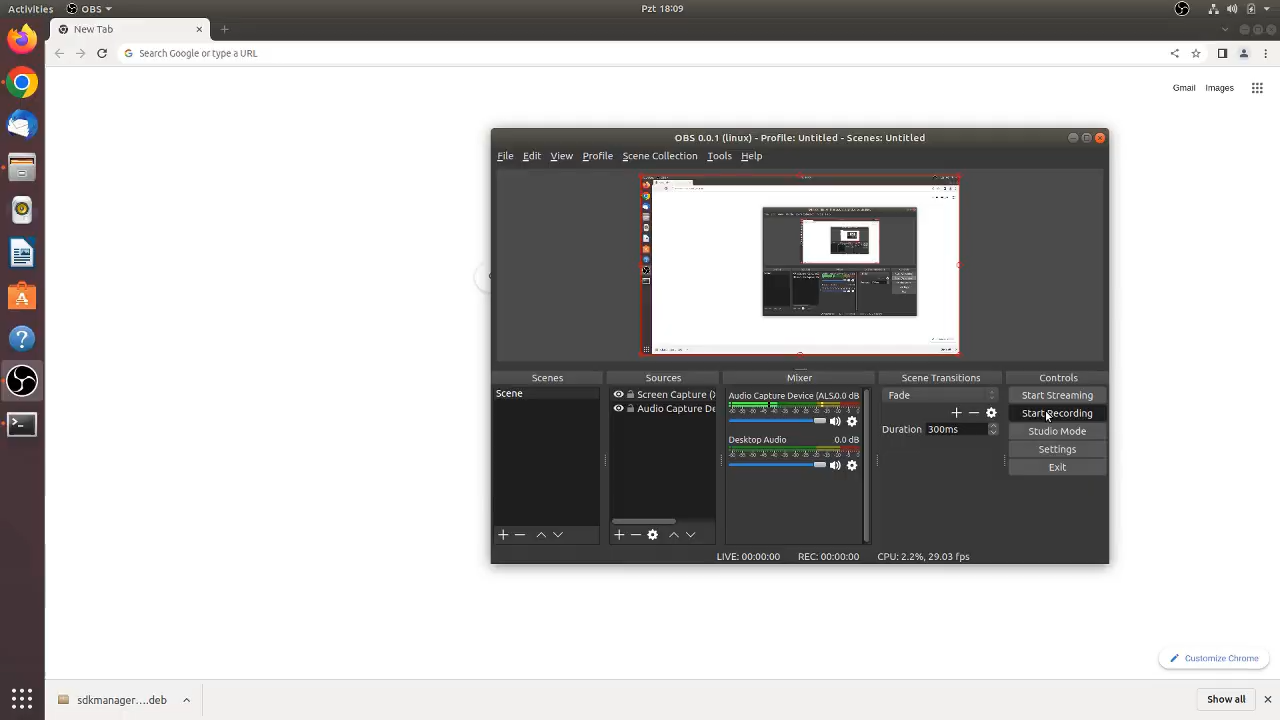 Activities OBS Pzt 18:09
New Tab
Search Google or type a URL
Gmail Images
OBS 0.0.1 (linux) - Profile: Untitled - Scenes: Untitled
File Edit View Profile Scene Collection Tools Help
Scenes Sources Mixer Scene Transitions Controls
Scene
Screen Capture (X
Audio Capture De
Audio Capture Device (ALS 0.0 dB
Desktop Audio 0.0 dB
Fade
Duration 300ms
Start Streaming
Start Recording
Studio Mode
Settings
Exit
LIVE: 00:00:00 REC: 00:00:00 CPU: 2.2%, 29.03 fps
Customize Chrome
sdkmanager....deb
Show all